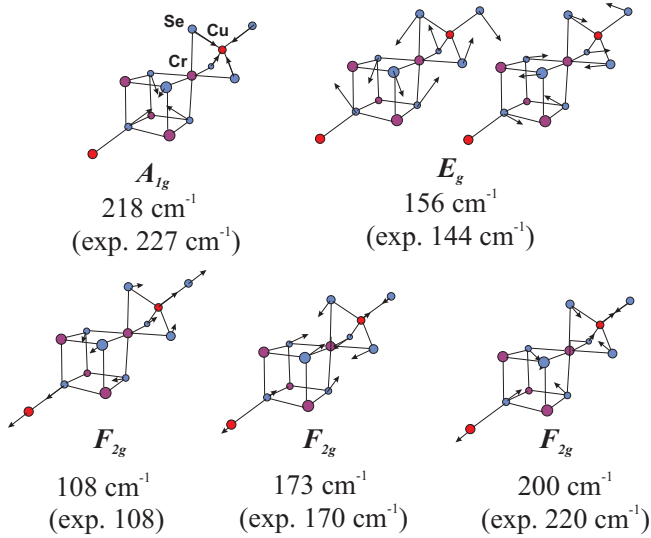 Se
Cu
Cr
A1g
218 cm-1
(exp. 227 cm-1)
Eg
156 cm-1
(exp. 144 cm-1)
F2g
108 cm-1
(exp. 108)
F2g
173 cm-1
(exp. 170 cm-1)
F2g
200 cm-1
(exp. 220 cm-1)